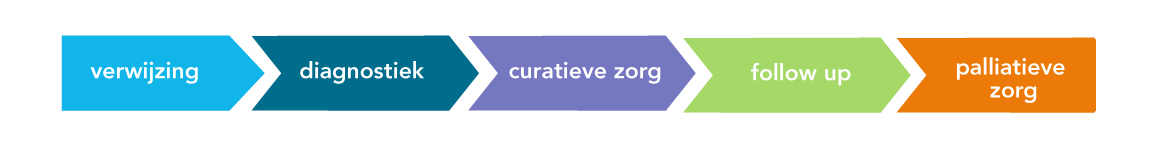 verwijzing
diagnostiek
curatieve zorg
follow up
palliatieve
zorg